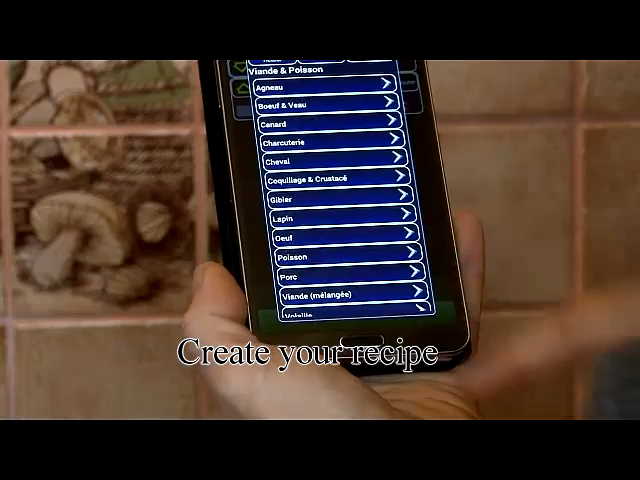 Viande & Poisson
Agneau
Boeuf & Veau
Canard
Charcuterie
Cheval
Coquillage & Crustacé
Gibier
Lapin
Oeuf
Poisson
Porc
Viande (mélangée)
Volaille
Create your recipe